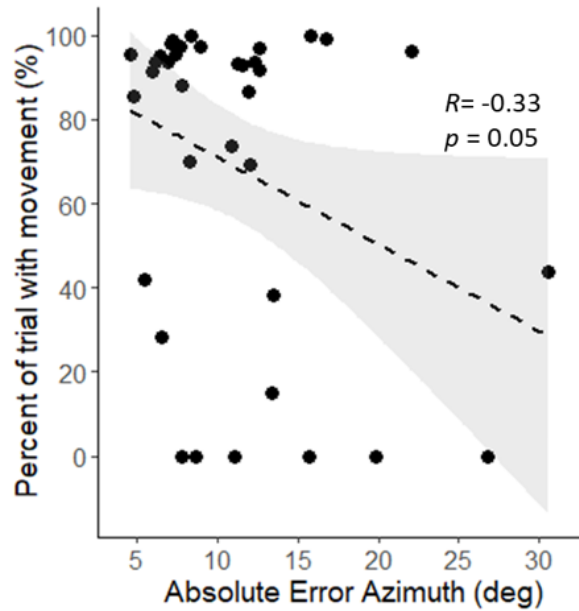 Percent of trial with movement (%)
100
80
60
40
20
0
R= -0.33
p = 0.05
5 10 15 20 25 30
Absolute Error Azimuth (deg)